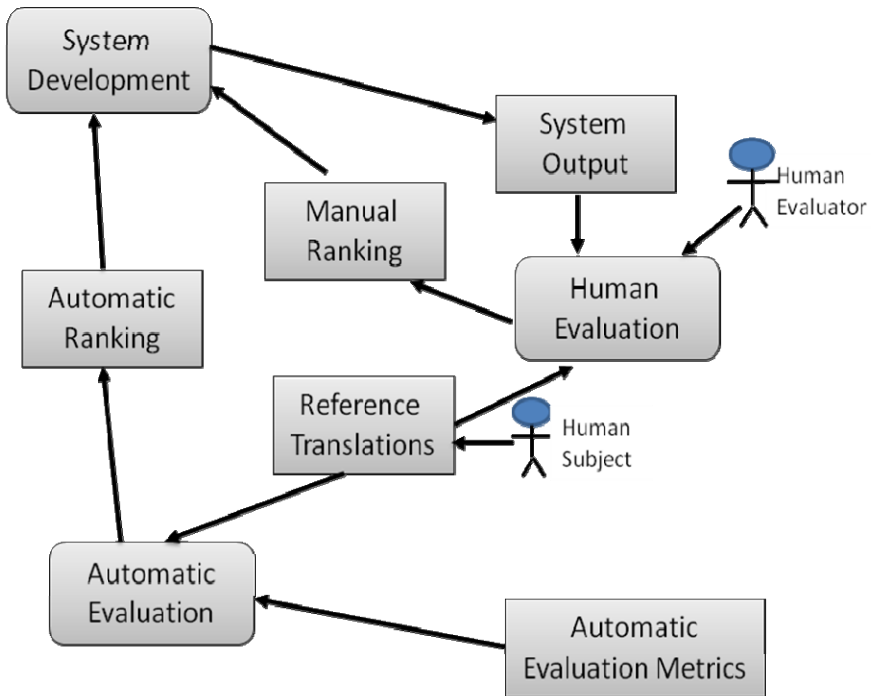 System
Development
System
Output
Human
Evaluator
Manual
Ranking
Human
Evaluation
Automatic
Ranking
Reference
Translations
Human
Subject
Automatic
Evaluation
Automatic
Evaluation Metrics